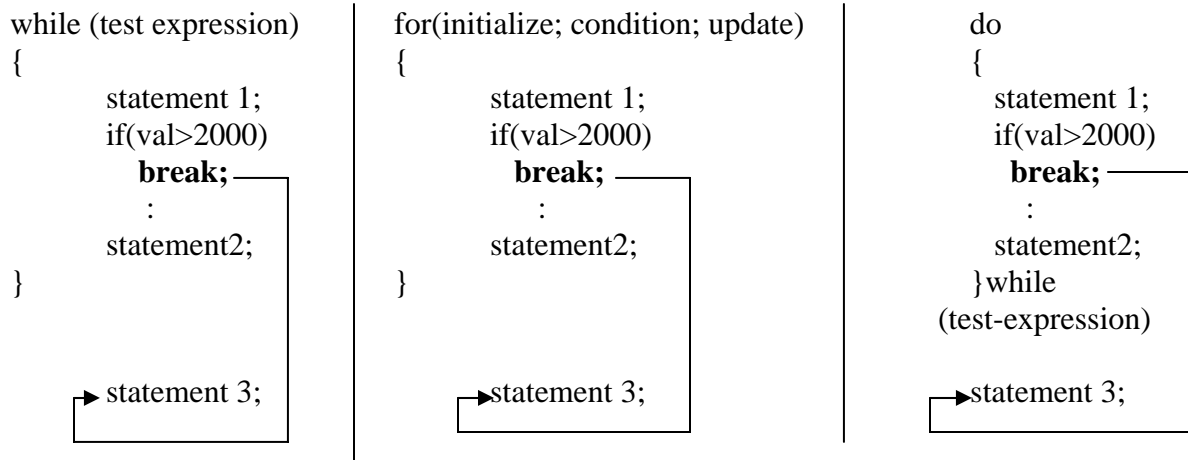 while (test expression)
{
statement 1;
if(val>2000)
break;
:
statement2;
}
statement 3;
for(initialize; condition; update)
{
statement 1;
if(val>2000)
break;
:
statement2;
}
statement 3;
do
{
statement 1;
if(val>2000)
break;
:
statement2;
}while
(test-expression)
statement 3;